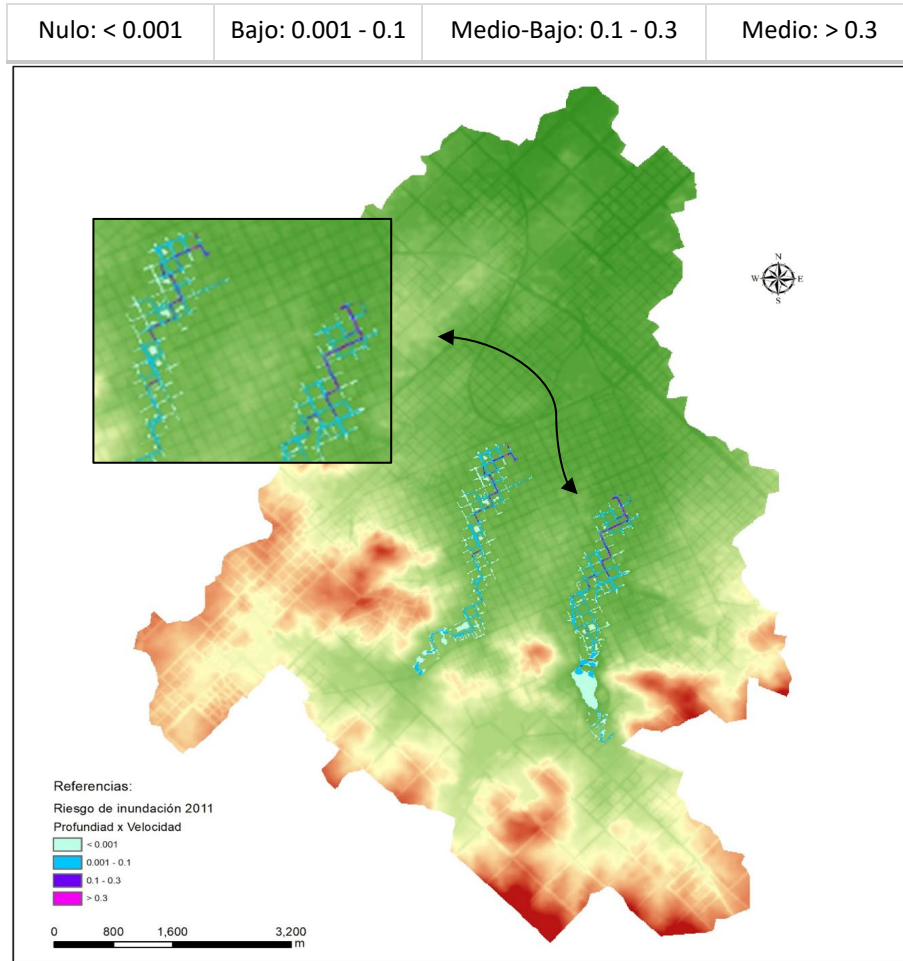 Nulo: < 0.001 Bajo: 0.001 - 0.1 Medio-Bajo: 0.1 - 0.3 Medio: > 0.3
N
W E
S
Referencias:
Riesgo de inundación 2011
Profundiad x Velocidad
< 0.001
0.001 - 0.1
0.1 - 0.3
> 0.3
0 800 1,600 3,200
m